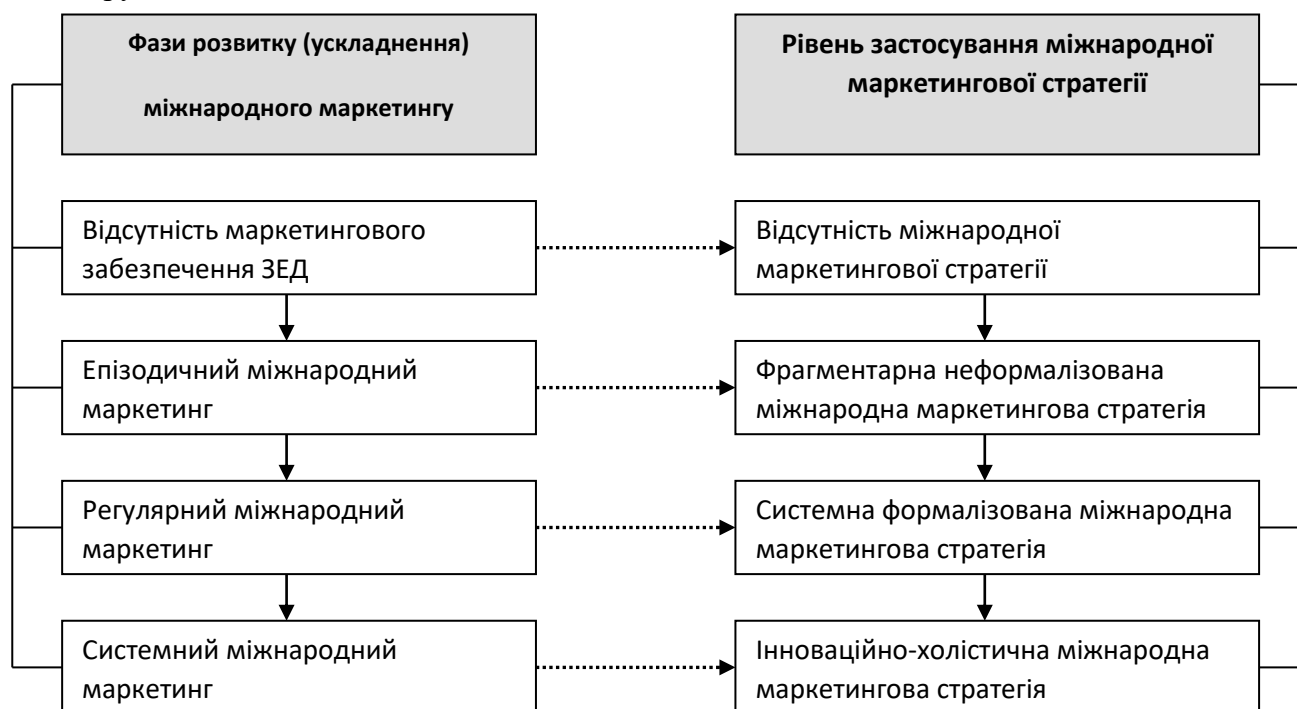 Фази розвитку (ускладнення)
міжнародного маркетингу
Рівень застосування міжнародної
маркетингової стратегії
Відсутність маркетингового
забезпечення ЗЕД
Відсутність міжнародної
маркетингової стратегії
Епізодичний міжнародний
маркетинг
Фрагментарна неформалізована
міжнародна маркетингова стратегія
Регулярний міжнародний
маркетинг
Системна формалізована міжнародна
маркетингова стратегія
Системний міжнародний
маркетинг
Інноваційно-холістична міжнародна
маркетингова стратегія